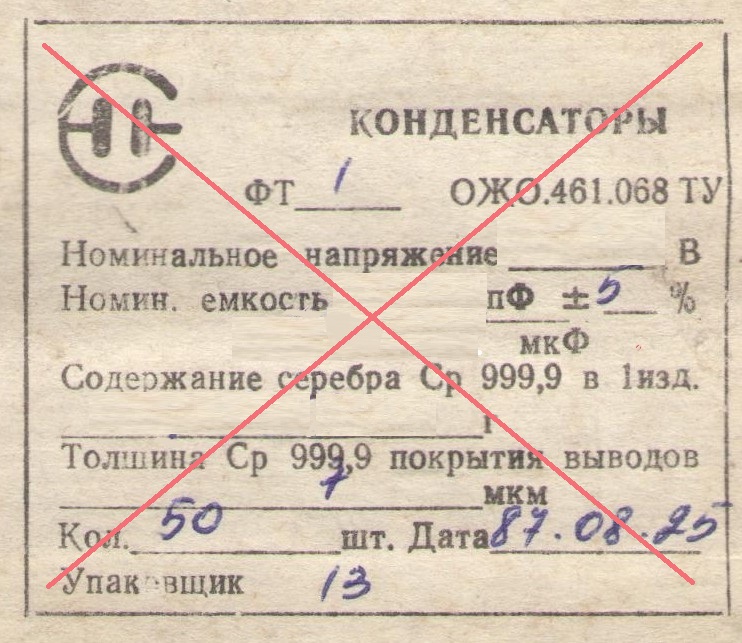 КОНДЕНСАТОРЫ
ФТ 1 ОЖО.461.068 ТУ
Номинальное напряжение В
Номин. емкость пФ ± 5 %
мкФ
Содержание серебра Ср 999,9 в 1изд.
г
Толщина Ср 999,9 покрытия выводов
7 мкм
Кол. 50 шт. Дата 87.08.25
Упаковщик 13